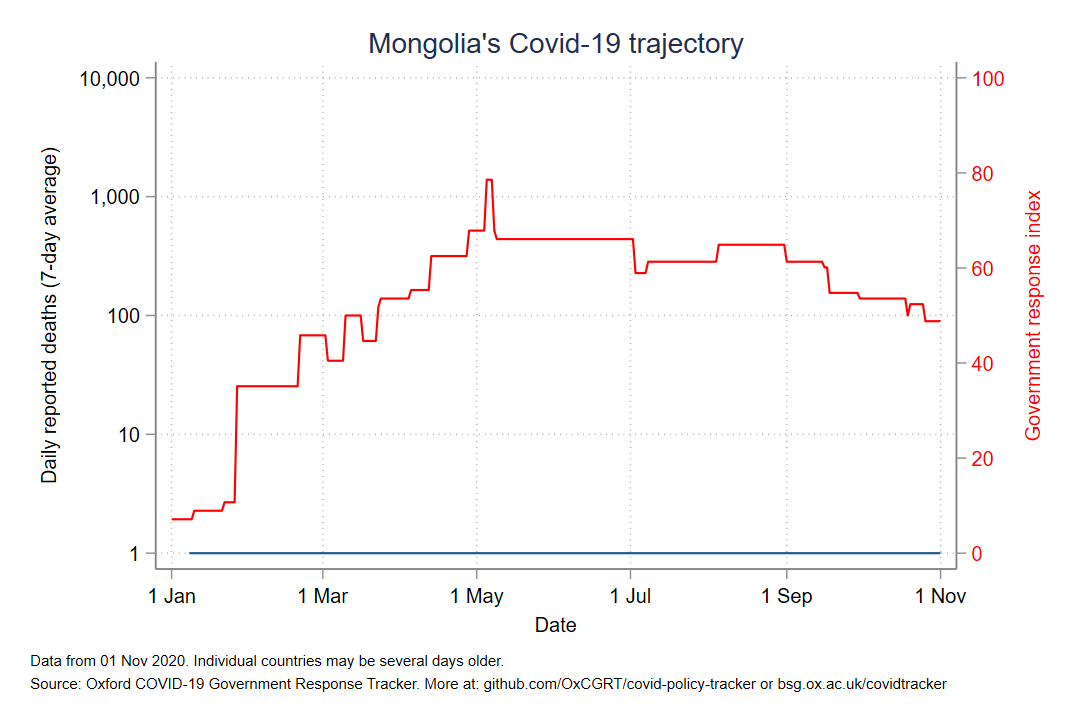 Mongolia's Covid-19 trajectory
10,000
1,000
100
10
1
Daily reported deaths (7-day average)
100
80
60
40
20
0
Government response index
1 Jan 1 Mar 1 May 1 Jul 1 Sep 1 Nov
Date
Data from 01 Nov 2020. Individual countries may be several days older.
Source: Oxford COVID-19 Government Response Tracker. More at: github.com/OxCGRT/covid-policy-tracker or bsg.ox.ac.uk/covidtracker